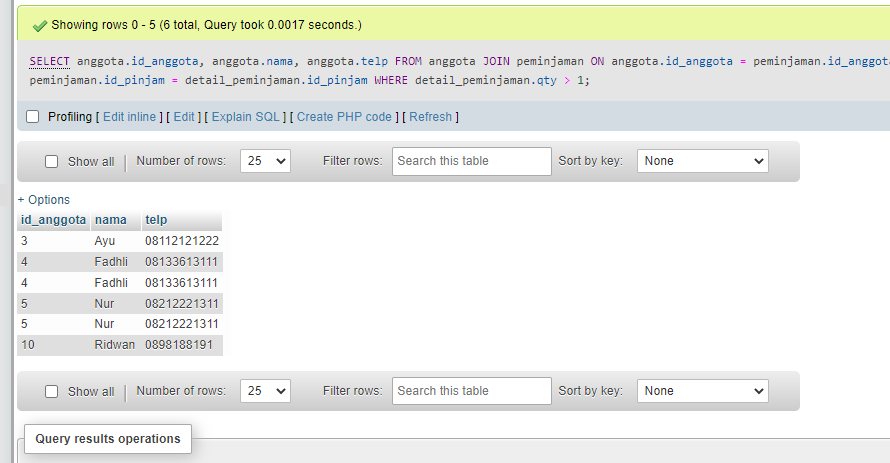 Showing rows 0 - 5 (6 total, Query took 0.0017 seconds.)
SELECT anggota.id_anggota, anggota.nama, anggota.telp FROM anggota JOIN peminjaman ON anggota.id_anggota = peminjaman.id_anggota
peminjaman.id_pinjam = detail_peminjaman.id_pinjam WHERE detail_peminjaman.qty > 1;
Profiling [ Edit inline ] [ Edit ] [ Explain SQL ] [ Create PHP code ] [ Refresh ]
Show all | Number of rows: 25 Filter rows: Search this table Sort by key: None
+ Options
id_anggota nama telp
3 Ayu 08112121222
4 Fadhli 08133613111
4 Fadhli 08133613111
5 Nur 08212221311
5 Nur 08212221311
10 Ridwan 0898188191
Show all | Number of rows: 25 Filter rows: Search this table Sort by key: None
Query results operations